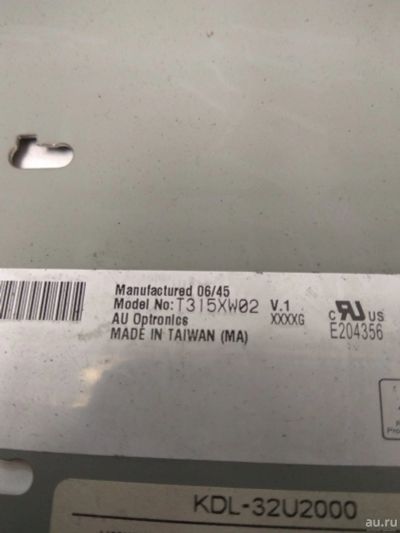 Manufactured 06/45
Model No: T315XW02 V.1
AU Optronics XXXXG
MADE IN TAIWAN (MA)
c RU US
E204356
KDL-32U2000
au.ru